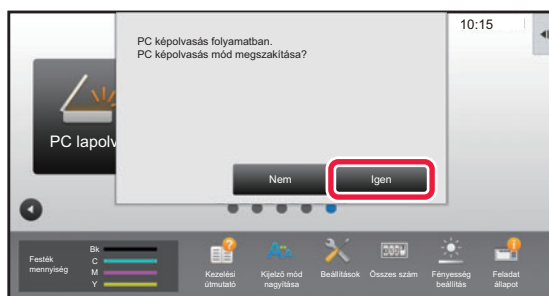 10:15
PC képolvasás folyamatban.
PC képolvasás mód megszakítása?
PC lapolv
Nem
Igen
Festék
mennyiség
Bk
C
M
Y
Kezelési
útmutató
Kijelző mód
nagyítása
Beállítások
Összes szám
Fényesség
beállítás
Feladat
állapot